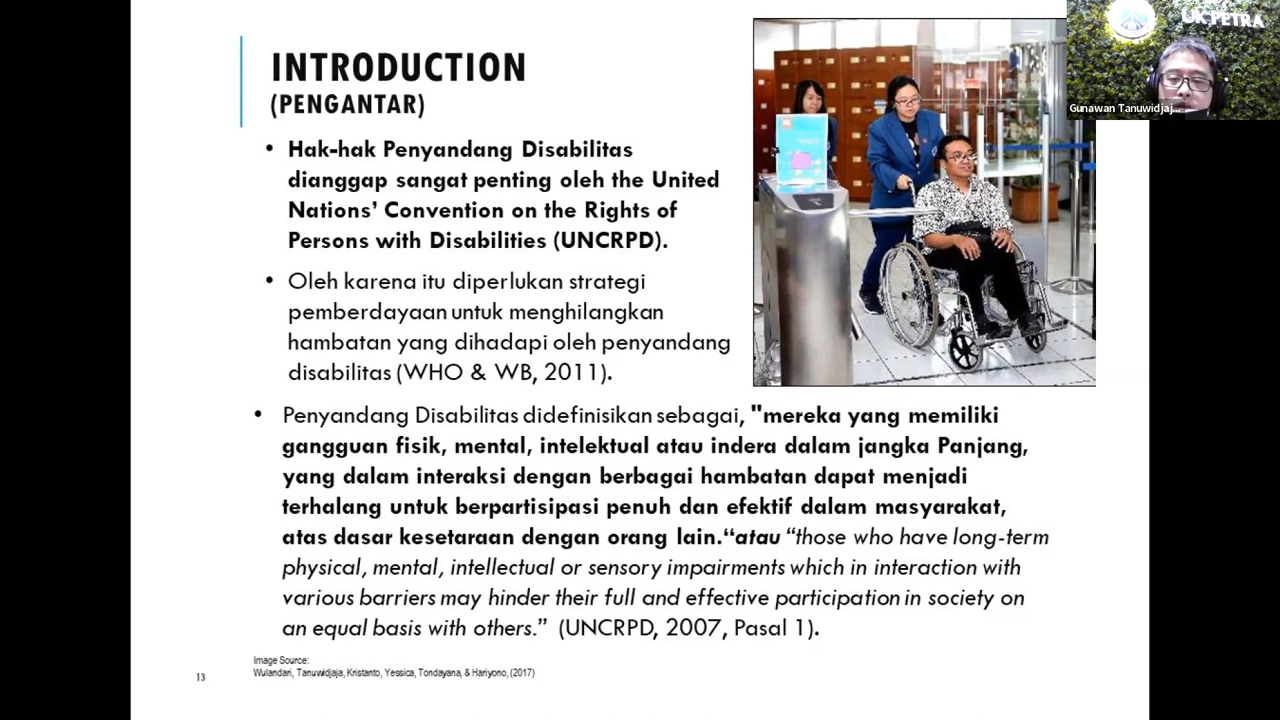 INTRODUCTION
(PENGANTAR)
• Hak-hak Penyandang Disabilitas
dianggap sangat penting oleh the United
Nations’ Convention on the Rights of
Persons with Disabilities (UNCRPD).
• Oleh karena itu diperlukan strategi
pemberdayaan untuk menghilangkan
hambatan yang dihadapi oleh penyandang
disabilitas (WHO & WB, 2011).
• Penyandang Disabilitas didefinisikan sebagai, "mereka yang memiliki
gangguan fisik, mental, intelektual atau indera dalam jangka Panjang,
yang dalam interaksi dengan berbagai hambatan dapat menjadi
terhalang untuk berpartisipasi penuh dan efektif dalam masyarakat,
atas dasar kesetaraan dengan orang lain.“atau “those who have long-term
physical, mental, intellectual or sensory impairments which in interaction with
various barriers may hinder their full and effective participation in society on
an equal basis with others.” (UNCRPD, 2007, Pasal 1).
Image Source:
Wulandari, Tanuwidjaja, Kristanto, Yessica, Tondayana, & Hariyono, (2017)
13
UK PETRA
Gunawan Tanuwidjaj...